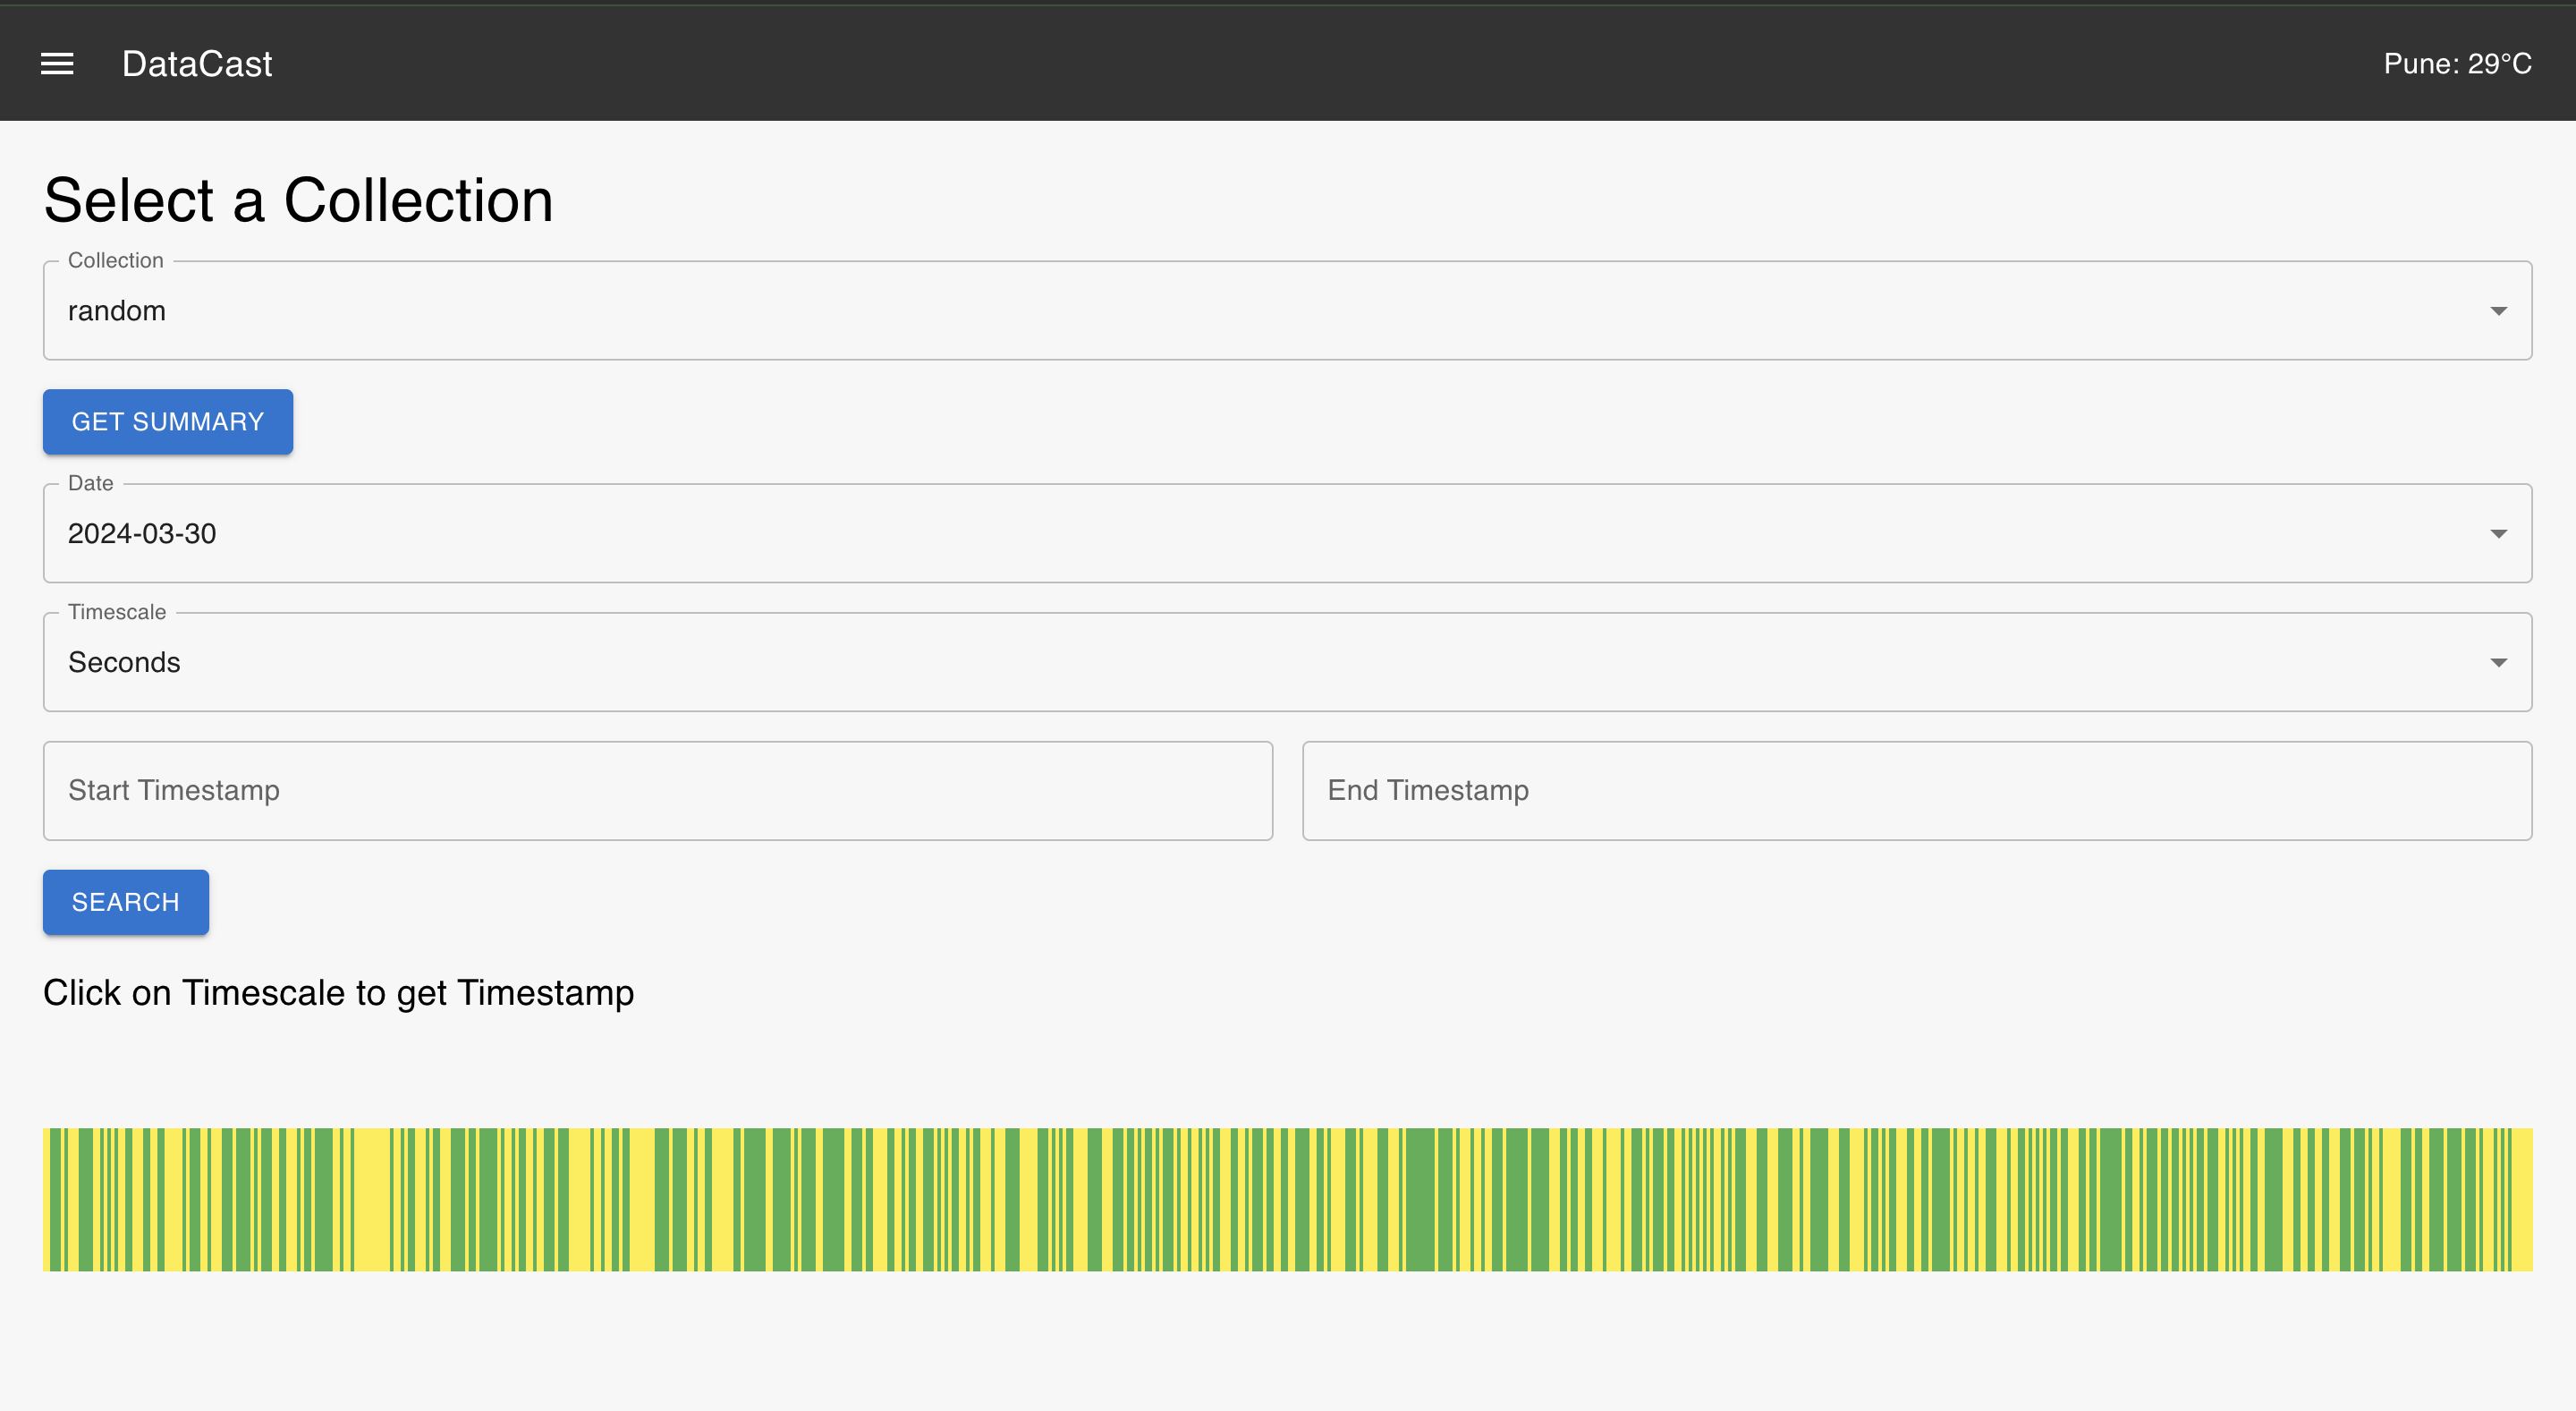 DataCast
Pune: 29°C
Select a Collection
Collection
random
GET SUMMARY
Date
2024-03-30
Timescale
Seconds
Start Timestamp
End Timestamp
SEARCH
Click on Timescale to get Timestamp